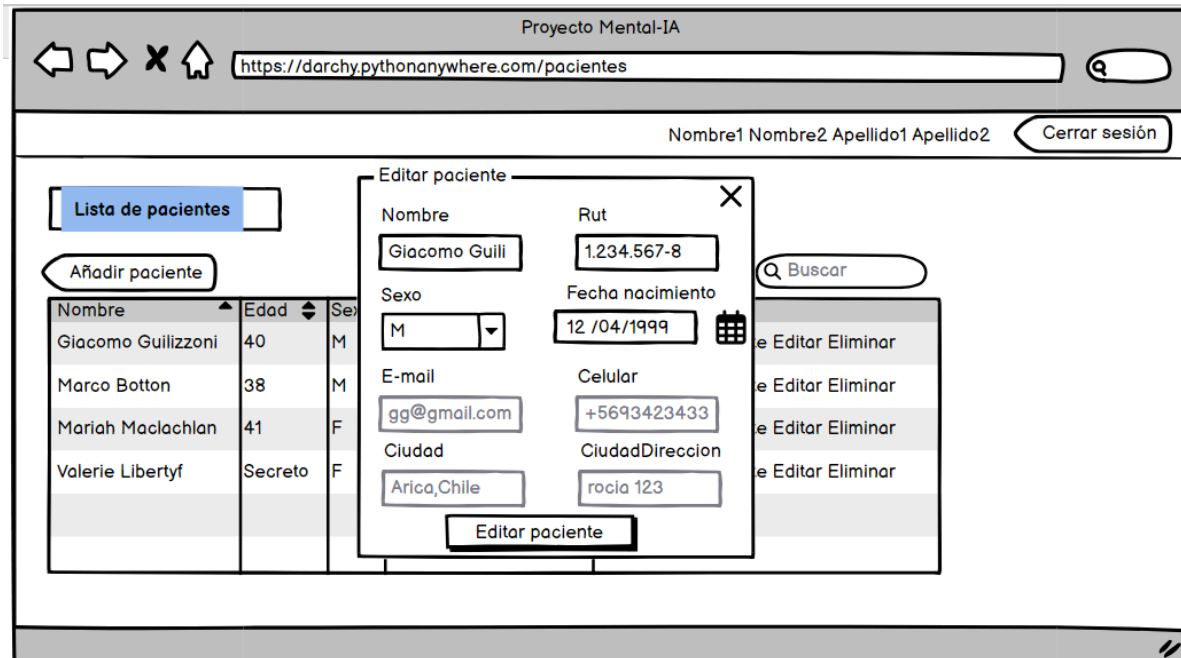 Proyecto Mental-IA
https://darchy.pythonanywhere.com/pacientes
Nombre1 Nombre2 Apellido1 Apellido2
Cerrar sesión
Lista de pacientes
Añadir paciente
Buscar
Nombre Edad
Giacomo Guilizzoni 40 M Editar Eliminar
Marco Botton 38 M Editar Eliminar
Mariah Maclachlan 41 F Editar Eliminar
Valerie Libertyf Secreto F Editar Eliminar
Editar paciente
Nombre Rut
Giacomo Guili 1.234.567-8
Sexo Fecha nacimiento
M 12 /04/1999
E-mail Celular
gg@gmail.com +5693423433
Ciudad CiudadDireccion
Arica,Chile rocia 123
Editar paciente